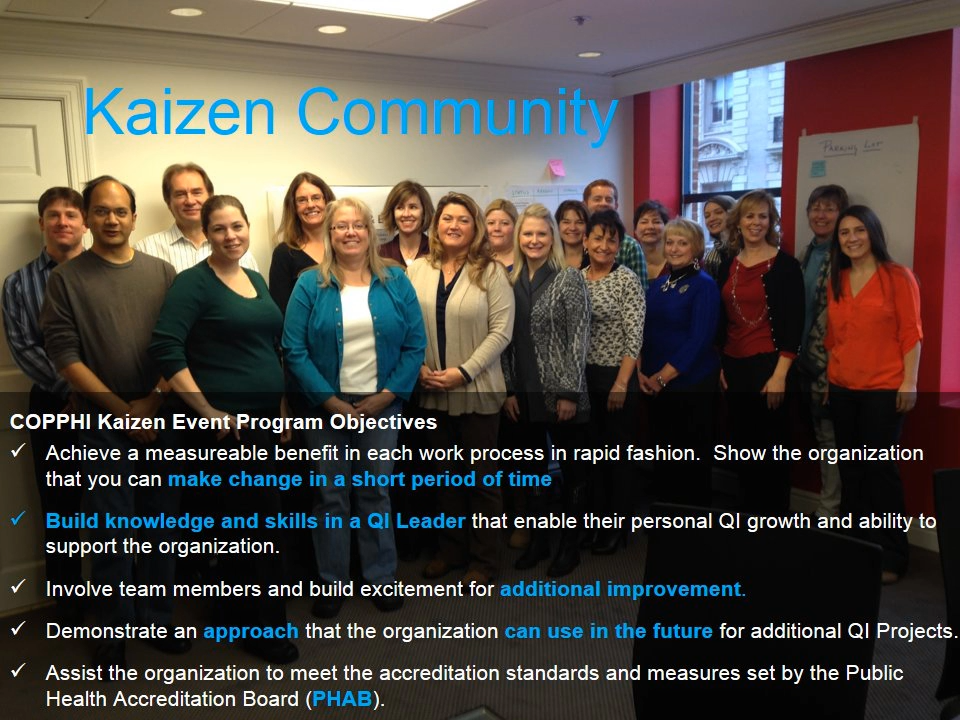 Kaizen Community
PARKING LOT
COPPHI Kaizen Event Program Objectives
✓ Achieve a measureable benefit in each work process in rapid fashion.  Show the organization
that you can make change in a short period of time
✓ Build knowledge and skills in a QI Leader that enable their personal QI growth and ability to
support the organization.
✓ Involve team members and build excitement for additional improvement.
✓ Demonstrate an approach that the organization can use in the future for additional QI Projects.
✓ Assist the organization to meet the accreditation standards and measures set by the Public
Health Accreditation Board (PHAB).